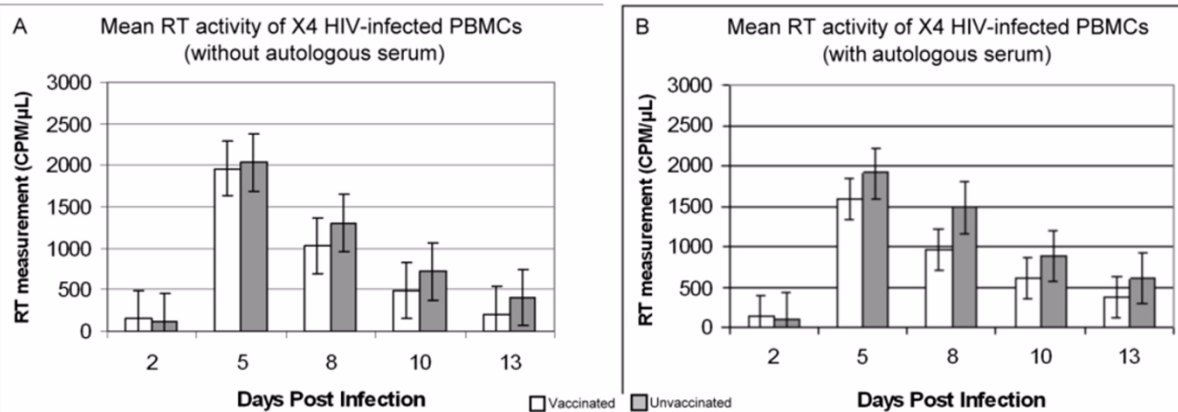 A
Mean RT activity of X4 HIV-infected PBMCs
(without autologous serum)
RT measurement (CPM/µL)
3000
2500
2000
1500
1000
500
0
2 5 8 10 13
Days Post Infection
B
Mean RT activity of X4 HIV-infected PBMCs
(with autologous serum)
RT measurement (CPM/µL)
3000
2500
2000
1500
1000
500
0
2 5 8 10 13
Days Post Infection
Vaccinated Unvaccinated